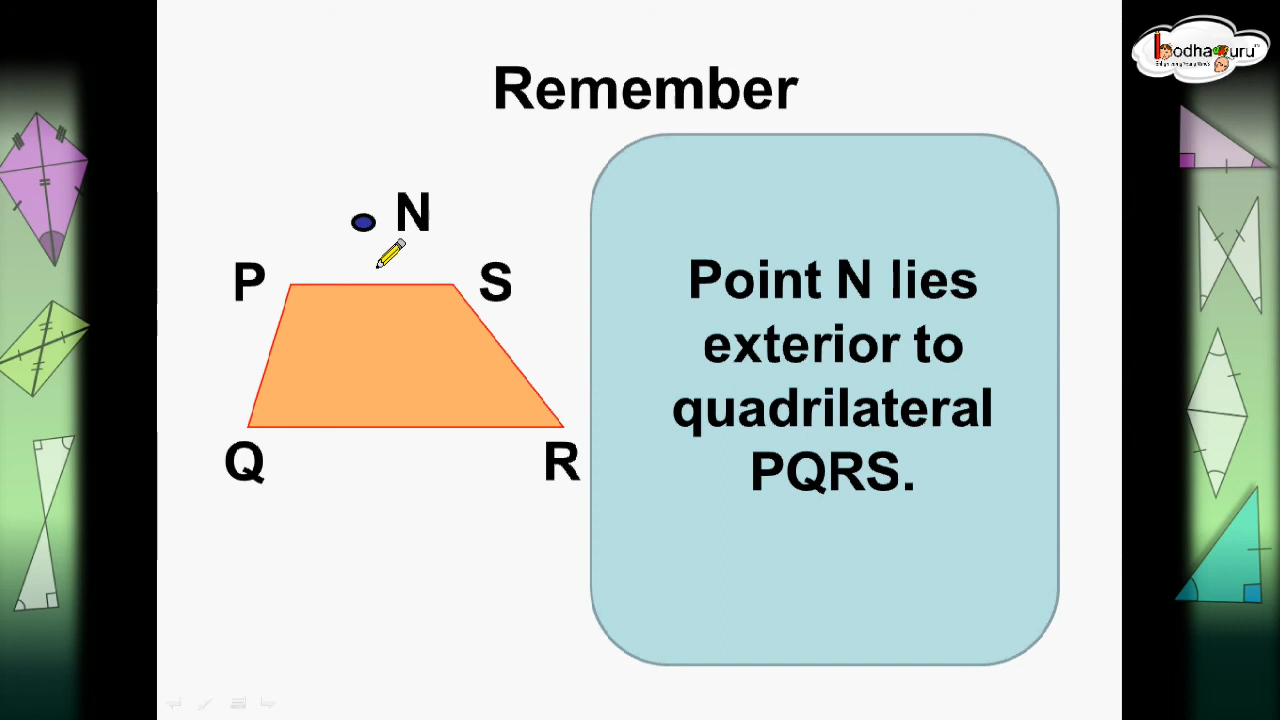 bodhaguru
Remember
N
P
S
Q
R
Point N lies
exterior to
quadrilateral
PQRS.